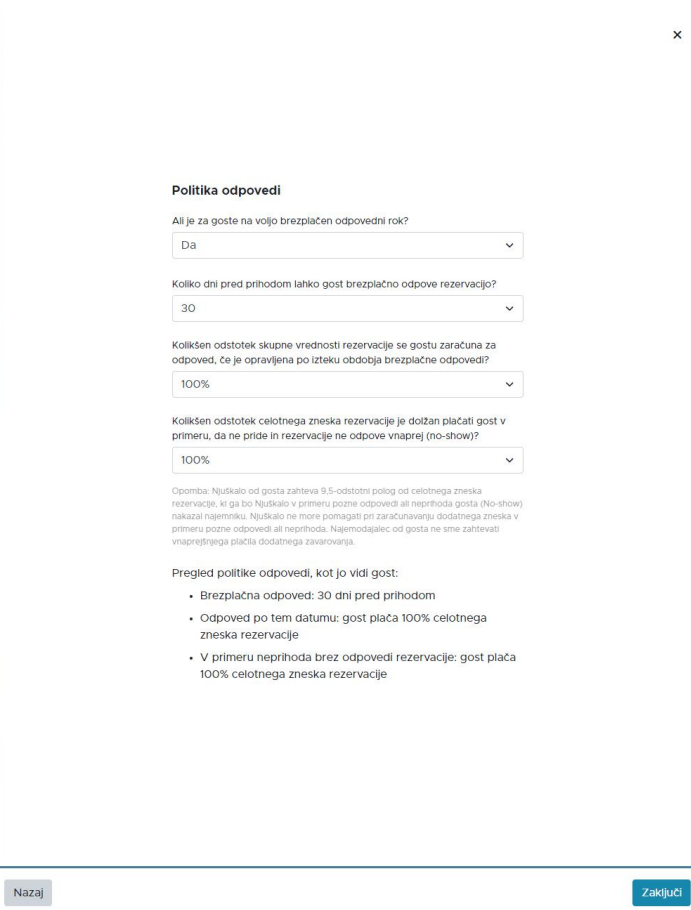 Politika odpovedi
Ali je za goste na voljo brezplačen odpovedni rok?
Da
Koliko dni pred prihodom lahko gost brezplačno odpove rezervacijo?
30
Kolikšen odstotek skupne vrednosti rezervacije se gostu zaračuna za
odpoved, če je opravljena po izteku obdobja brezplačne odpovedi?
100%
Kolikšen odstotek celotnega zneska rezervacije je dolžan plačati gost v
primeru, da ne pride in rezervacije ne odpove vnaprej (no-show)?
100%
Opomba: Njuškalo od gosta zahteva 9,5-odstotni polog od celotnega zneska
rezervacije, ki ga bo Njuškalo v primeru pozne odpovedi ali neprihoda gosta (No-show)
nakazal najemniku. Njuškalo ne more pomagati pri zaračunavanju dodatnega zneska v
primeru pozne odpovedi ali neprihoda. Najemodajalec od gosta ne sme zahtevati
vnaprejšnjega plačila dodatnega zavarovanja.
Pregled politike odpovedi, kot jo vidi gost:
• Brezplačna odpoved: 30 dni pred prihodom
• Odpoved po tem datumu: gost plača 100% celotnega
zneska rezervacije
• V primeru neprihoda brez odpovedi rezervacije: gost plača
100% celotnega zneska rezervacije
Nazaj
Zaključi